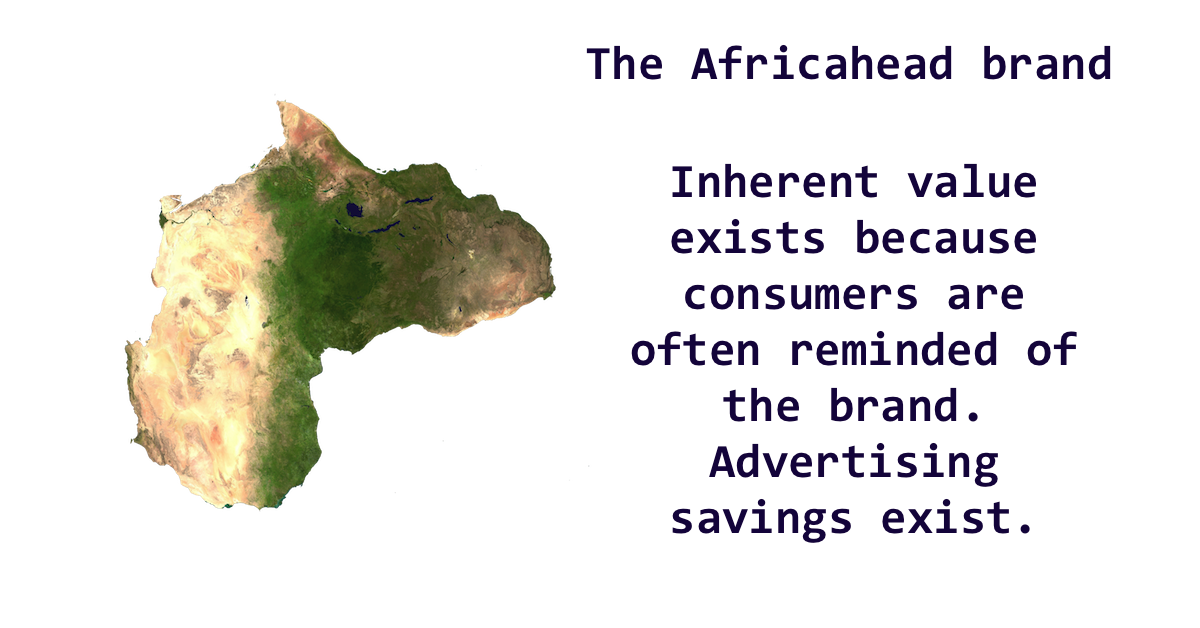 The Africahead brand
Inherent value
exists because
consumers are
often reminded of
the brand.
Advertising
savings exist.